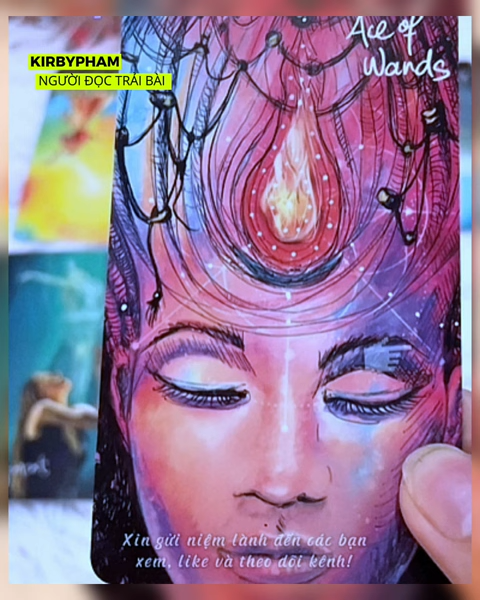 Ace of
Wands
KIRBYPHAM
NGƯỜI ĐỌC TRẢI BÀI
Xin gửi niệm lành đến các bạn
xem, like và theo dõi kênh!